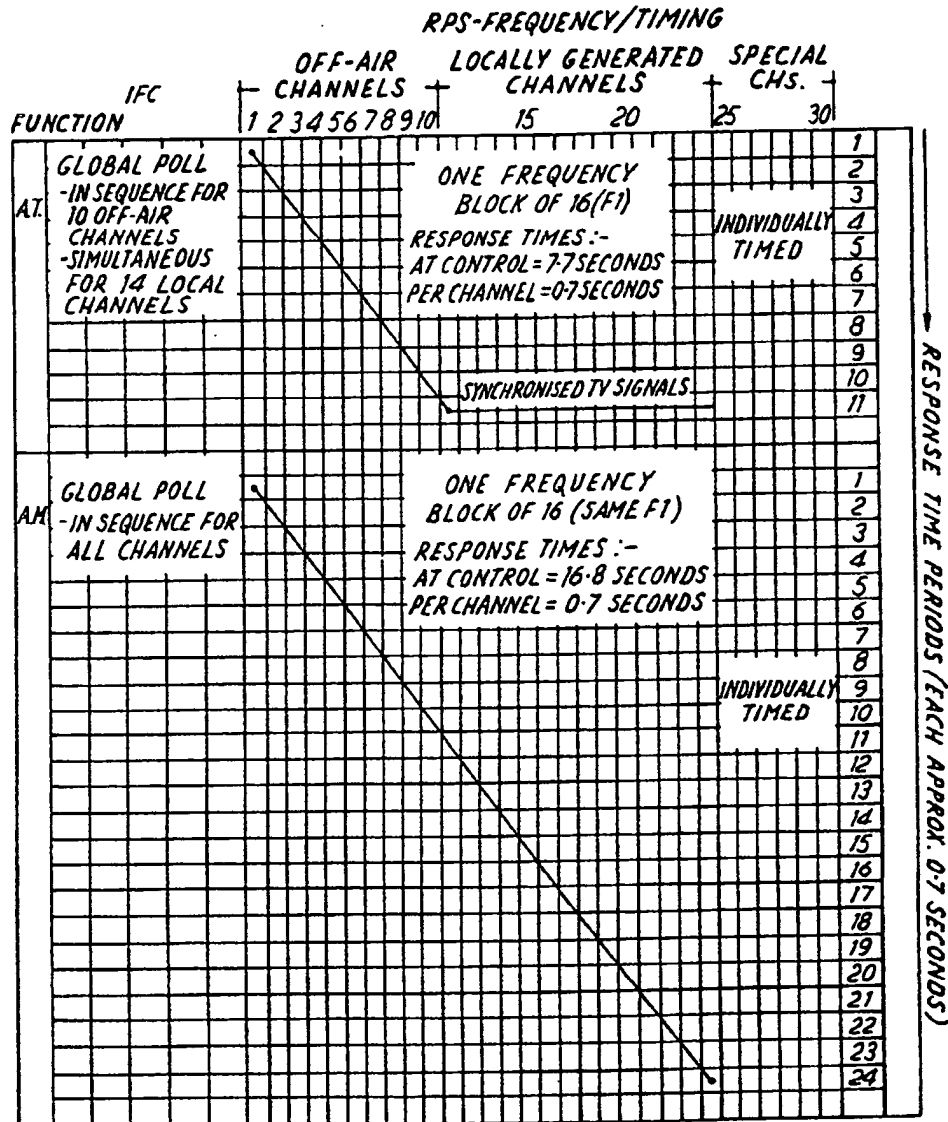 RPS-FREQUENCY/TIMING
OFF-AIR CHANNELS
LOCALLY GENERATED CHANNELS
SPECIAL CHs.
IFC
FUNCTION
1 2 3 4 5 6 7 8 9 10 15 20 25 30
A.T.
GLOBAL POLL
-IN SEQUENCE FOR
10 OFF-AIR
CHANNELS
-SIMULTANEOUS
FOR 14 LOCAL
CHANNELS
ONE FREQUENCY
BLOCK OF 16(F1)
RESPONSE TIMES :-
AT CONTROL = 7·7 SECONDS
PER CHANNEL = 0·7 SECONDS
INDIVIDUALLY
TIMED
SYNCHRONISED TV SIGNALS
1
2
3
4
5
6
7
8
9
10
11
A.M.
GLOBAL POLL
-IN SEQUENCE FOR
ALL CHANNELS
ONE FREQUENCY
BLOCK OF 16 (SAME F1)
RESPONSE TIMES :-
AT CONTROL = 16·8 SECONDS
PER CHANNEL = 0·7 SECONDS
INDIVIDUALLY
TIMED
1
2
3
4
5
6
7
8
9
10
11
12
13
14
15
16
17
18
19
20
21
22
23
24
RESPONSE TIME PERIODS (EACH APPROX. 0·7 SECONDS)